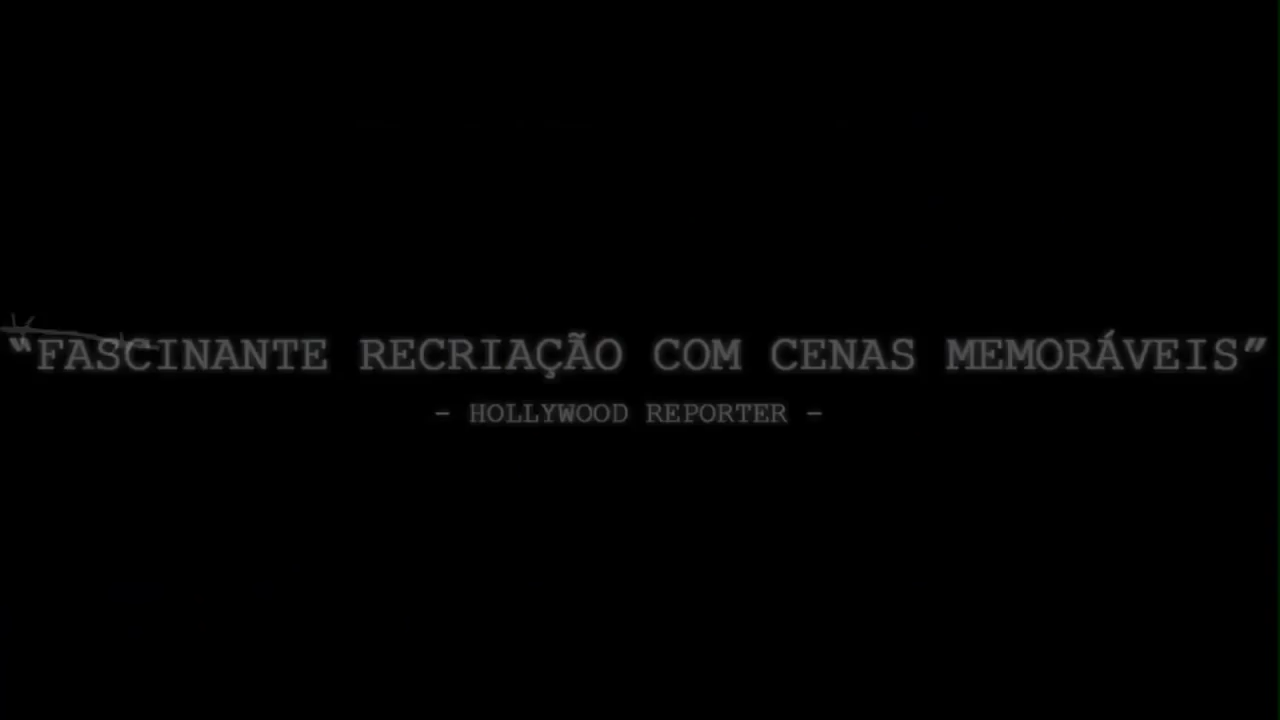 “FASCINANTE RECRIAÇÃO COM CENAS MEMORÁVEIS”
- HOLLYWOOD REPORTER -